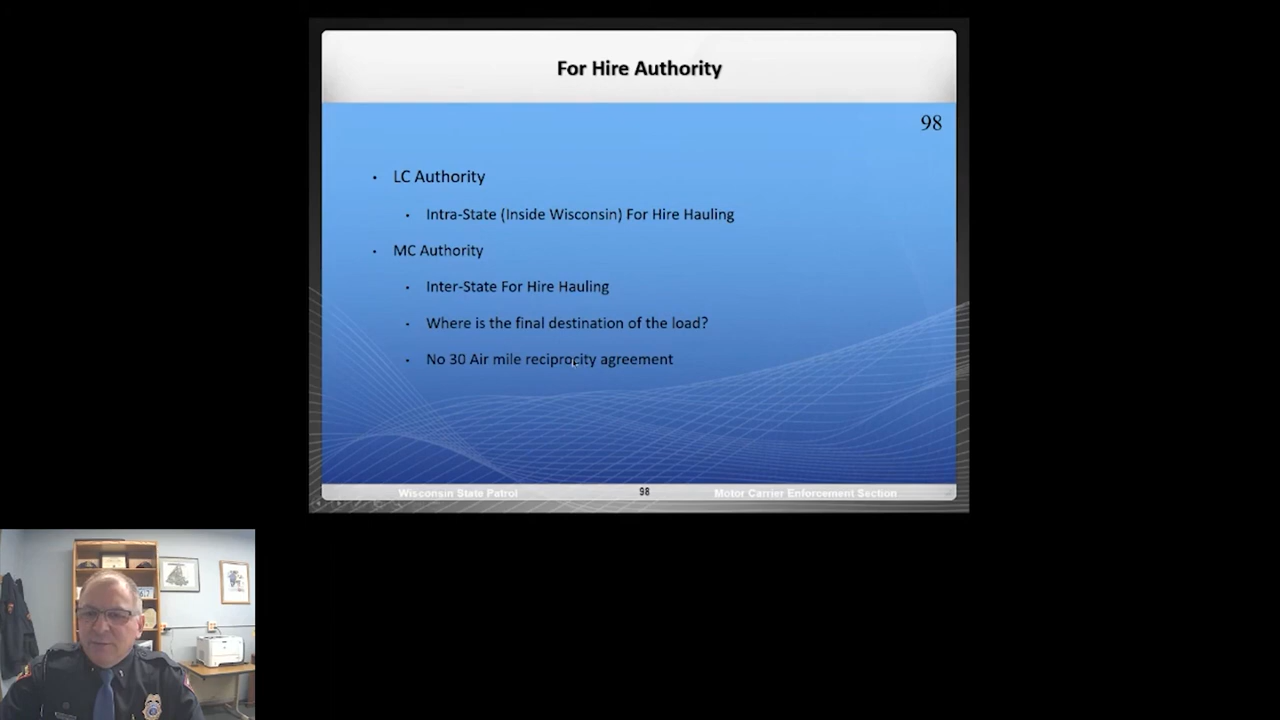 For Hire Authority
98
• LC Authority
• Intra-State (Inside Wisconsin) For Hire Hauling
• MC Authority
• Inter-State For Hire Hauling
• Where is the final destination of the load?
• No 30 Air mile reciprocity agreement
Wisconsin State Patrol 98 Motor Carrier Enforcement Section